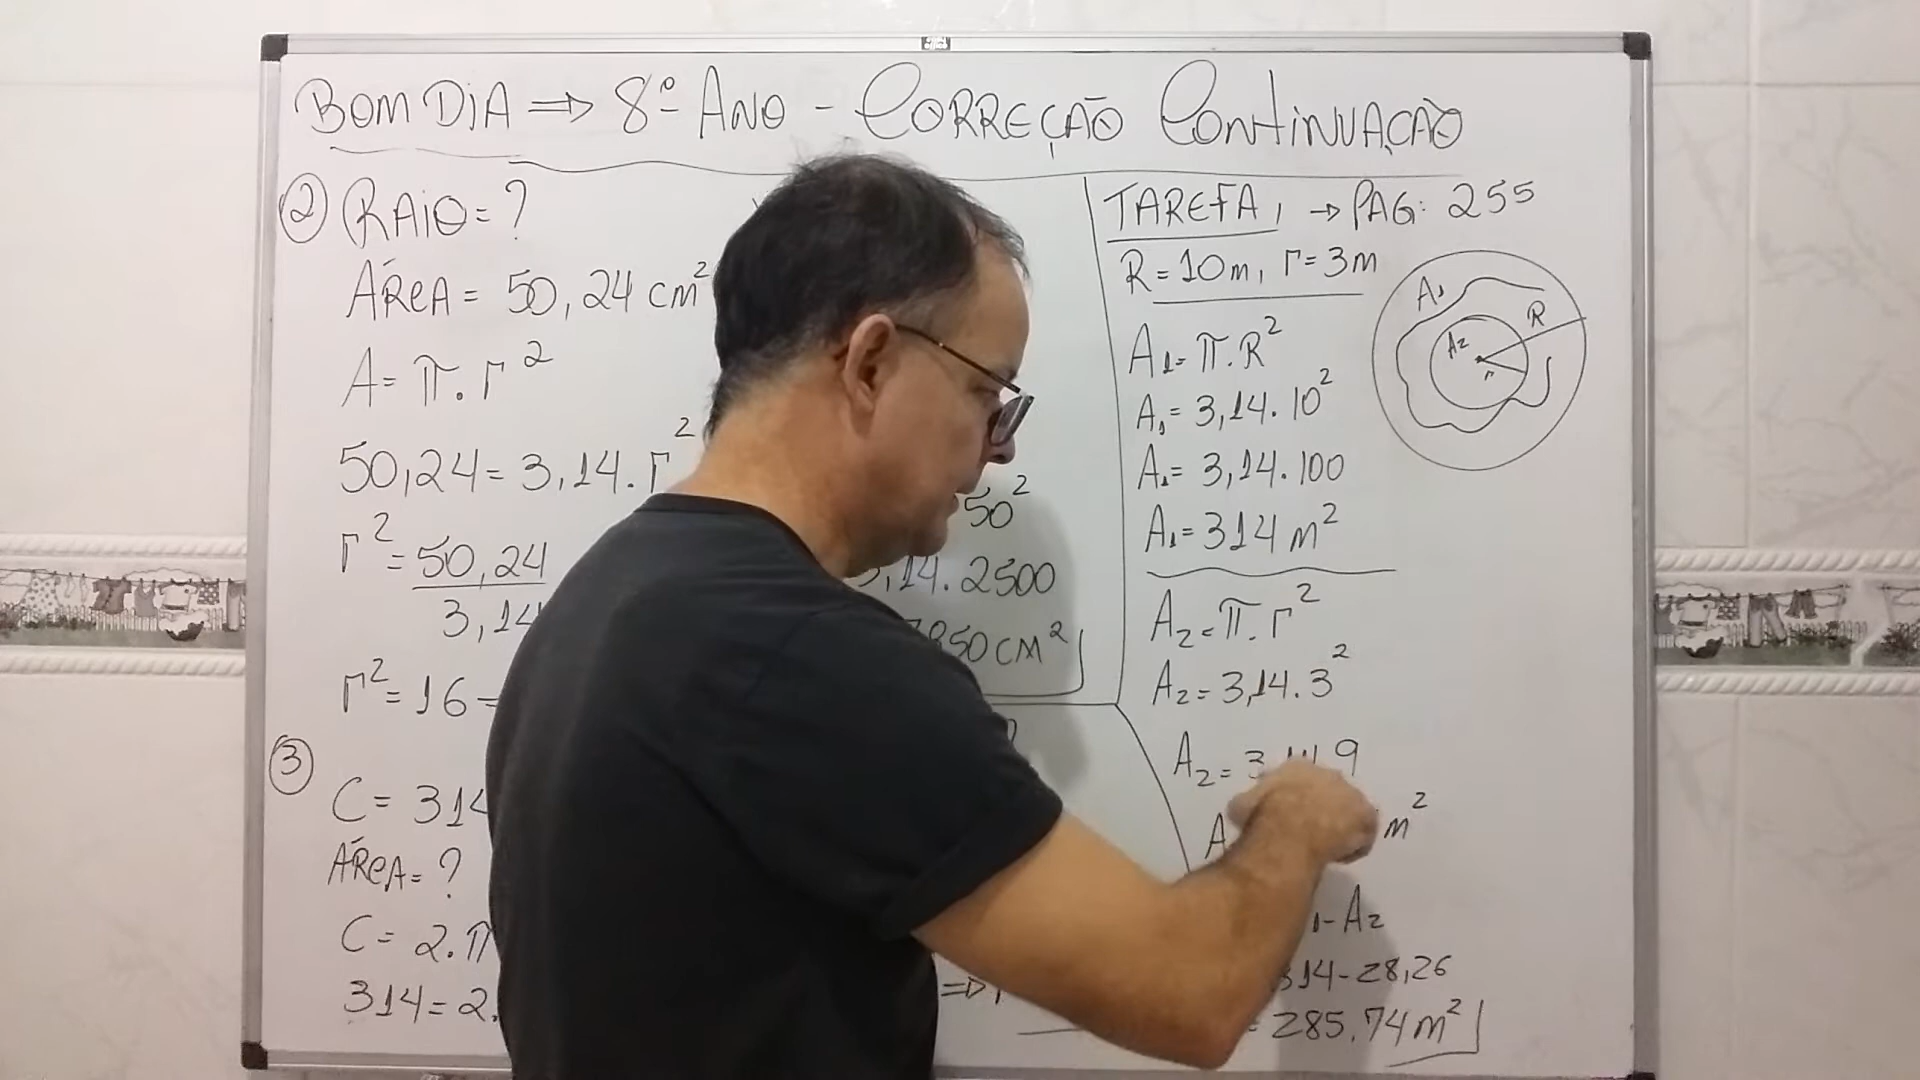 BOM DIA ⇒ 8º ANO - CORREÇÃO CONTINUAÇÃO
② RAIO = ?
ÁREA = 50,24 cm²
A = π . r²
50,24 = 3,14 . r²
r² = 50,24
3,14
r² = 16
③
C = 314
ÁREA = ?
C = 2.π
314 = 2.
50²
3,14 . 2500
7850 CM²
⇒ r
TAREFA 1 → PAG: 255
R = 10m, r = 3m
A₁ = π . R²
A₁ = 3,14 . 10²
A₁ = 3,14 . 100
A₁ = 314 m²
A₂ = π . r²
A₂ = 3,14 . 3²
A₂ = 3,14 . 9
A m²
- A₂
314 - 28,26
= 285,74 m²
A₁
R
A₂
r